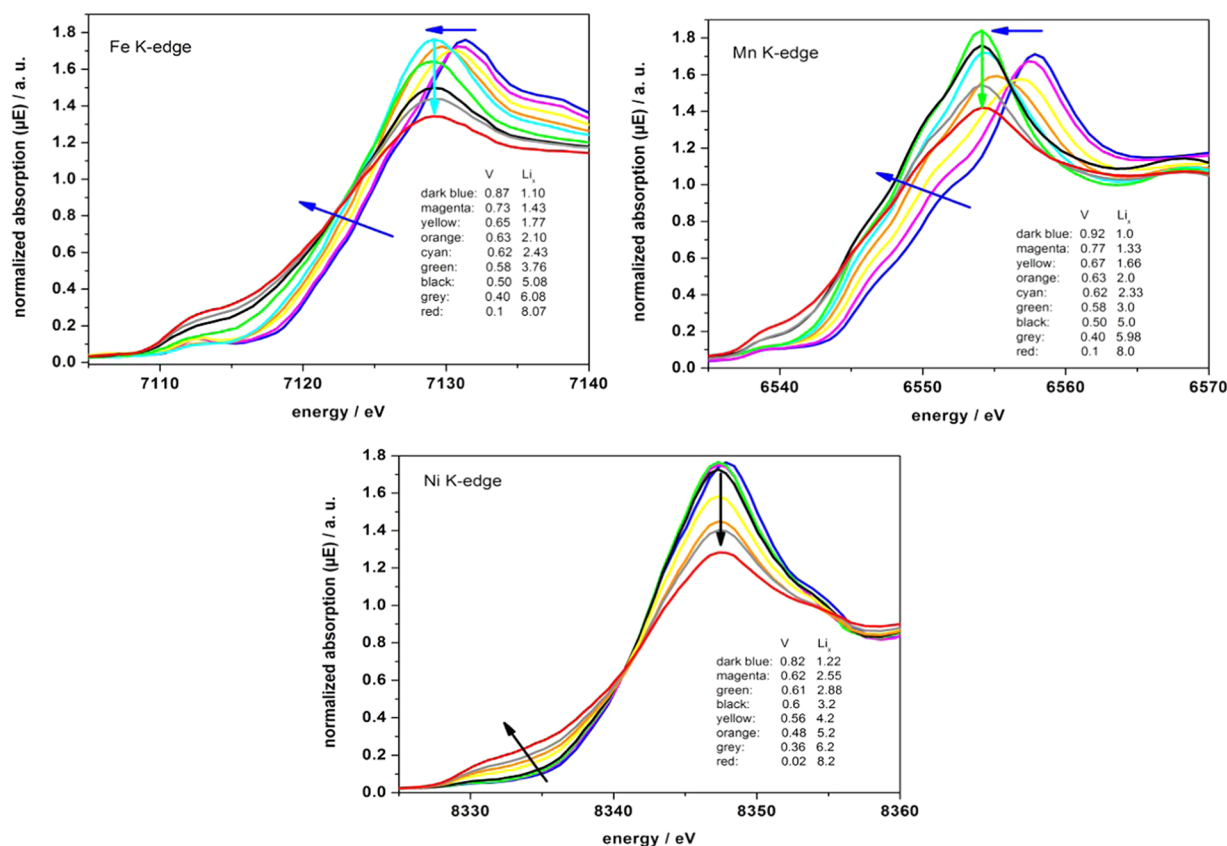 Fe K-edge
normalized absorption (µE) / a. u.
1.8
1.6
1.4
1.2
1.0
0.8
0.6
0.4
0.2
0.0
V Liₓ
dark blue: 0.87 1.10
magenta: 0.73 1.43
yellow: 0.65 1.77
orange: 0.63 2.10
cyan: 0.62 2.43
green: 0.58 3.76
black: 0.50 5.08
grey: 0.40 6.08
red: 0.1 8.07
7110 7120 7130 7140
energy / eV
Mn K-edge
normalized absorption (µE) / a. u.
1.8
1.6
1.4
1.2
1.0
0.8
0.6
0.4
0.2
0.0
V Liₓ
dark blue: 0.92 1.0
magenta: 0.77 1.33
yellow: 0.67 1.66
orange: 0.63 2.0
cyan: 0.62 2.33
green: 0.58 3.0
black: 0.50 5.0
grey: 0.40 5.98
red: 0.1 8.0
6540 6550 6560 6570
energy / eV
Ni K-edge
normalized absorption (µE) / a. u.
1.8
1.6
1.4
1.2
1.0
0.8
0.6
0.4
0.2
0.0
V Liₓ
dark blue: 0.82 1.22
magenta: 0.62 2.55
green: 0.61 2.88
black: 0.6 3.2
yellow: 0.56 4.2
orange: 0.48 5.2
grey: 0.36 6.2
red: 0.02 8.2
8330 8340 8350 8360
energy / eV